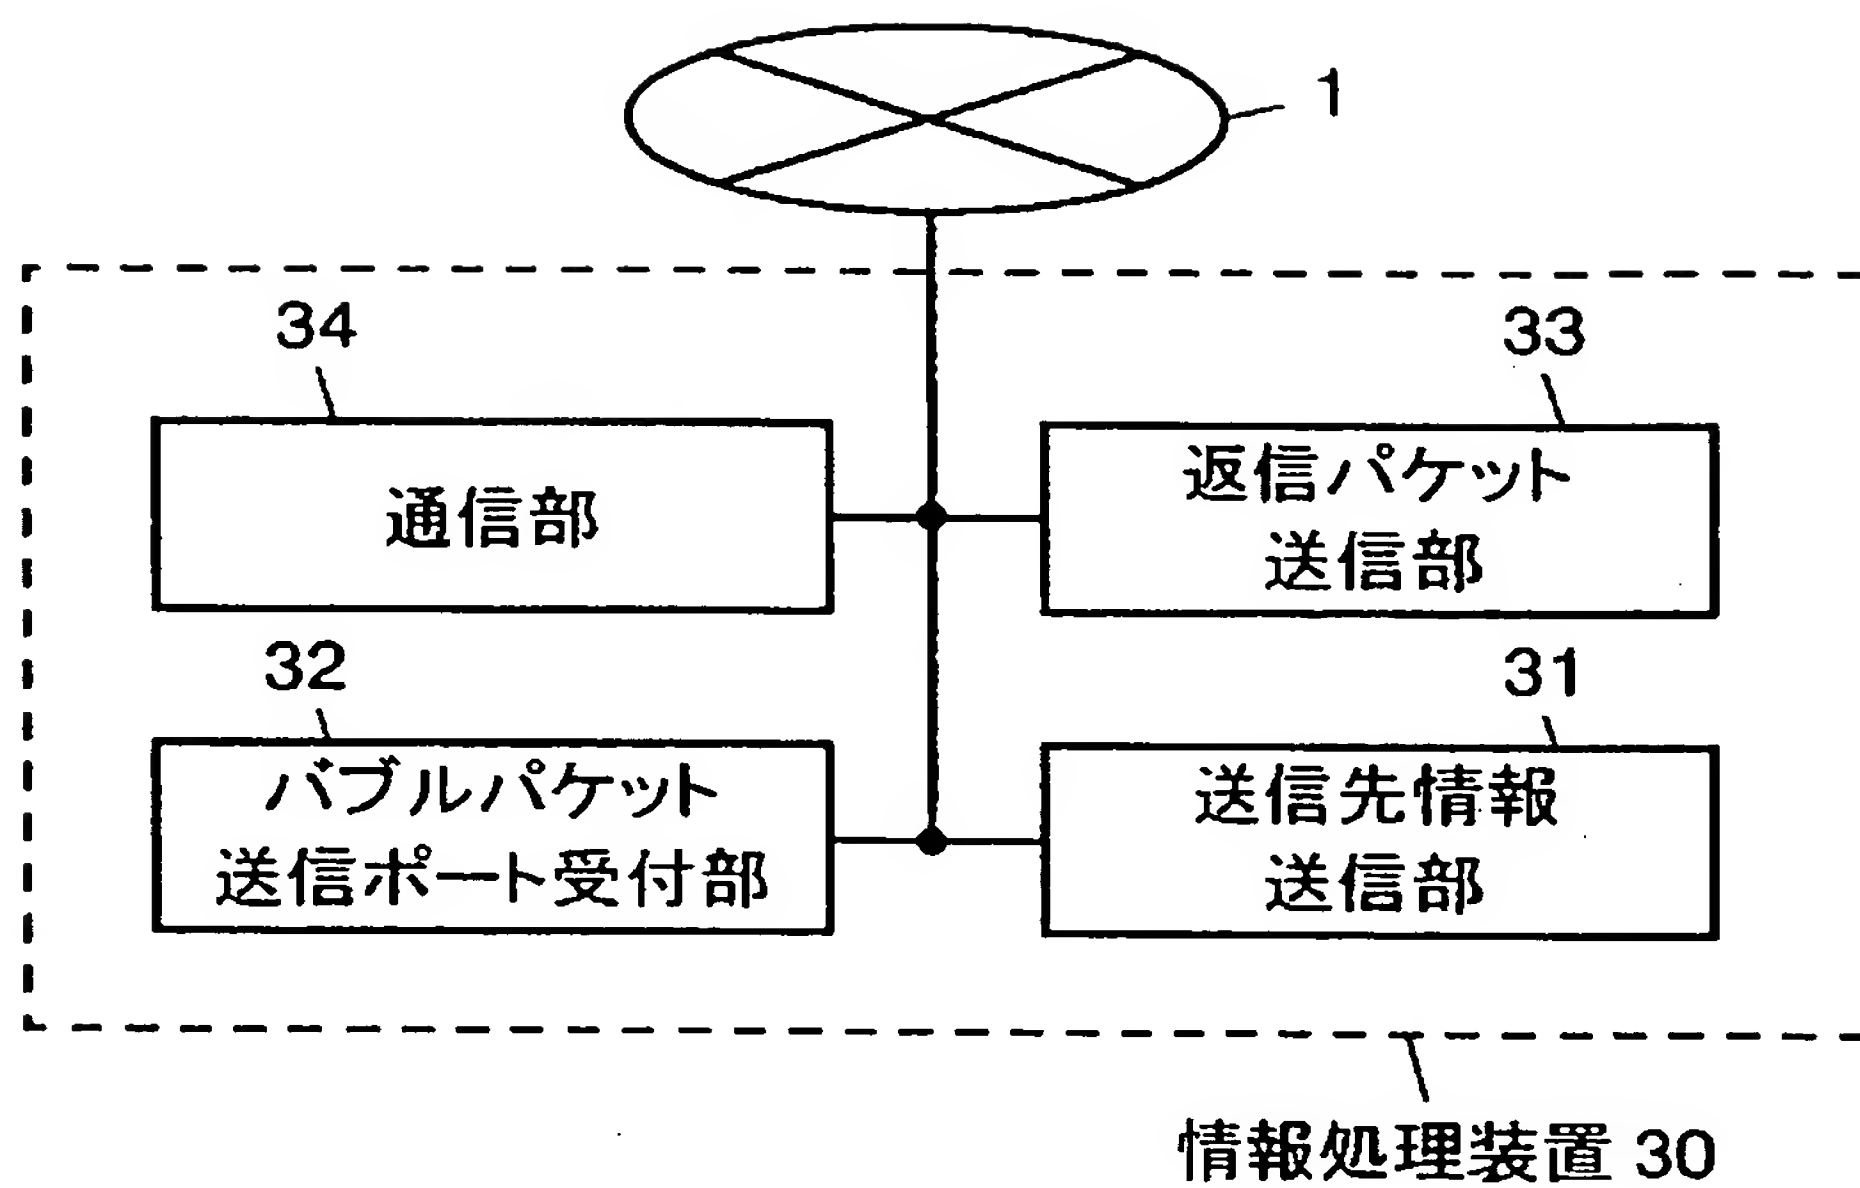 1
34
33
通信部
返信パケット
送信部
32
31
バブルパケット
送信ポート受付部
送信先情報
送信部
情報処理装置 30